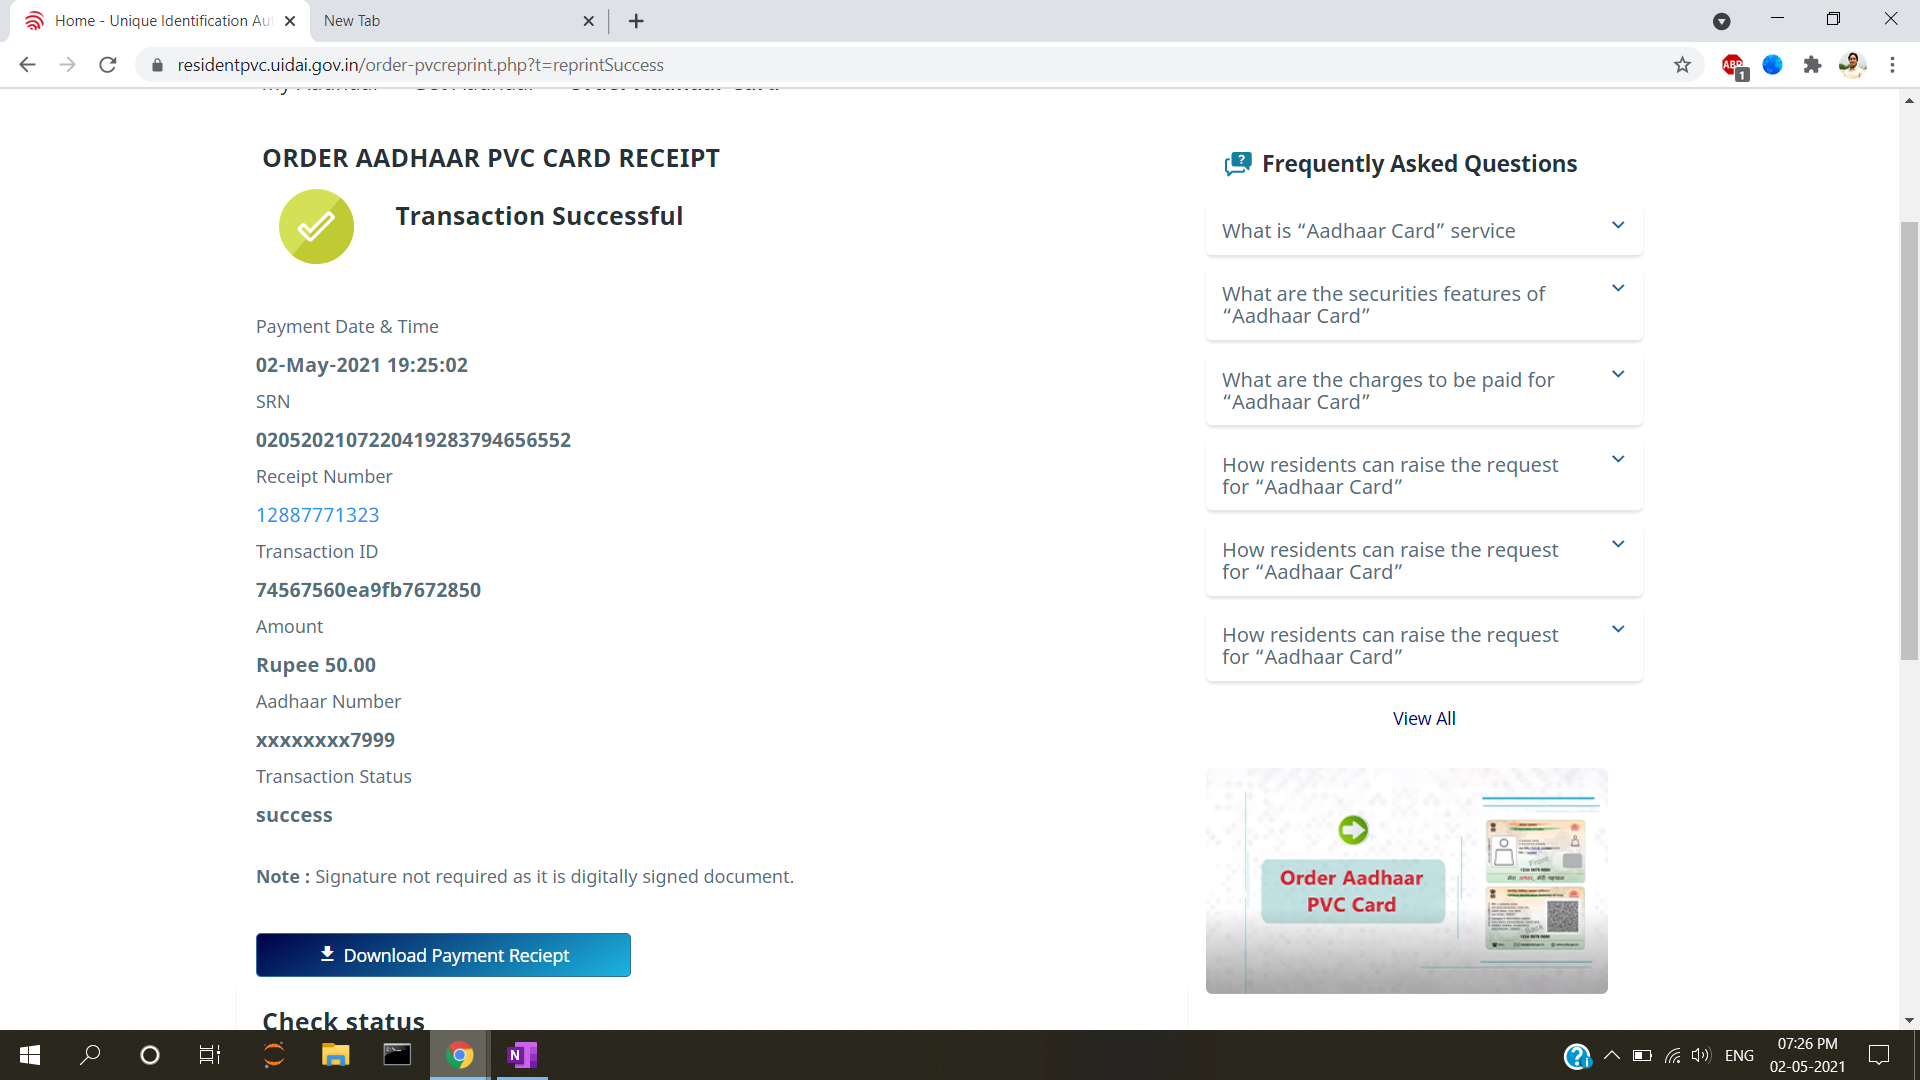 Home - Unique Identification Au
New Tab
residentpvc.uidai.gov.in/order-pvcreprint.php?t=reprintSuccess
ABP
1
ORDER AADHAAR PVC CARD RECEIPT
Transaction Successful
Payment Date & Time
02-May-2021 19:25:02
SRN
0205202107220419283794656552
Receipt Number
12887771323
Transaction ID
74567560ea9fb7672850
Amount
Rupee 50.00
Aadhaar Number
xxxxxxxx7999
Transaction Status
success
Note : Signature not required as it is digitally signed document.
Download Payment Reciept
Check status
Frequently Asked Questions
What is “Aadhaar Card” service
What are the securities features of
“Aadhaar Card”
What are the charges to be paid for
“Aadhaar Card”
How residents can raise the request
for “Aadhaar Card”
How residents can raise the request
for “Aadhaar Card”
How residents can raise the request
for “Aadhaar Card”
View All
Order Aadhaar
PVC Card
Front
Back
N
ENG
07:26 PM
02-05-2021